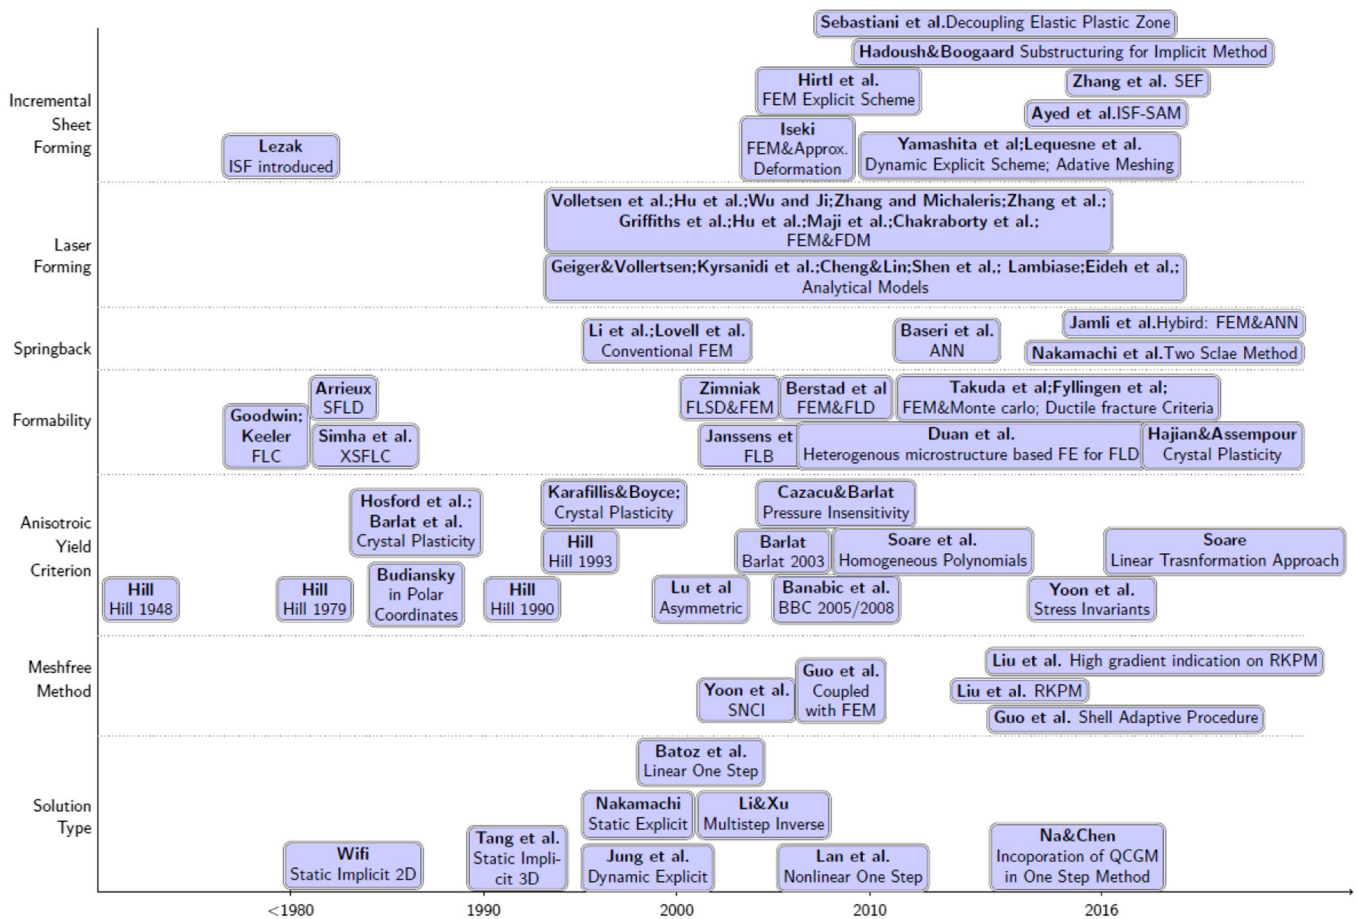 Sebastiani et al.Decoupling Elastic Plastic Zone
Hadoush&Boogaard Substructuring for Implicit Method
Hirtl et al.
FEM Explicit Scheme
Zhang et al. SEF
Ayed et al.ISF-SAM
Incremental
Sheet
Forming
Lezak
ISF introduced
Iseki
FEM&Approx.
Deformation
Yamashita et al;Lequesne et al.
Dynamic Explicit Scheme; Adative Meshing
Laser
Forming
Volletsen et al.;Hu et al.;Wu and Ji;Zhang and Michaleris;Zhang et al.;
Griffiths et al.;Hu et al.;Maji et al.;Chakraborty et al.;
FEM&FDM
Geiger&Vollertsen;Kyrsanidi et al.;Cheng&Lin;Shen et al,; Lambiase;Eideh et al,;
Analytical Models
Springback
Li et al.;Lovell et al.
Conventional FEM
Baseri et al.
ANN
Jamli et al.Hybird: FEM&ANN
Nakamachi et al.Two Sclae Method
Formability
Goodwin;
Keeler
FLC
Arrieux
SFLD
Simha et al.
XSFLC
Zimniak
FLSD&FEM
Berstad et al
FEM&FLD
Takuda et al;Fyllingen et al;
FEM&Monte carlo; Ductile fracture Criteria
Janssens et
FLB
Duan et al.
Heterogenous microstructure based FE for FLD
Hajian&Assempour
Crystal Plasticity
Anisotroic
Yield
Criterion
Hosford et al.;
Barlat et al.
Crystal Plasticity
Karafillis&Boyce;
Crystal Plasticity
Cazacu&Barlat
Pressure Insensitivity
Hill
Hill 1993
Barlat
Barlat 2003
Soare et al.
Homogeneous Polynomials
Soare
Linear Trasnformation Approach
Hill
Hill 1948
Hill
Hill 1979
Budiansky
in Polar
Coordinates
Hill
Hill 1990
Lu et al
Asymmetric
Banabic et al.
BBC 2005/2008
Yoon et al.
Stress Invariants
Meshfree
Method
Yoon et al.
SNCI
Guo et al.
Coupled
with FEM
Liu et al. High gradient indication on RKPM
Liu et al. RKPM
Guo et al. Shell Adaptive Procedure
Solution
Type
Batoz et al.
Linear One Step
Nakamachi
Static Explicit
Li&Xu
Multistep Inverse
Wifi
Static Implicit 2D
Tang et al.
Static Impli-
cit 3D
Jung et al.
Dynamic Explicit
Lan et al.
Nonlinear One Step
Na&Chen
Incoporation of QCGM
in One Step Method
<1980
1990
2000
2010
2016